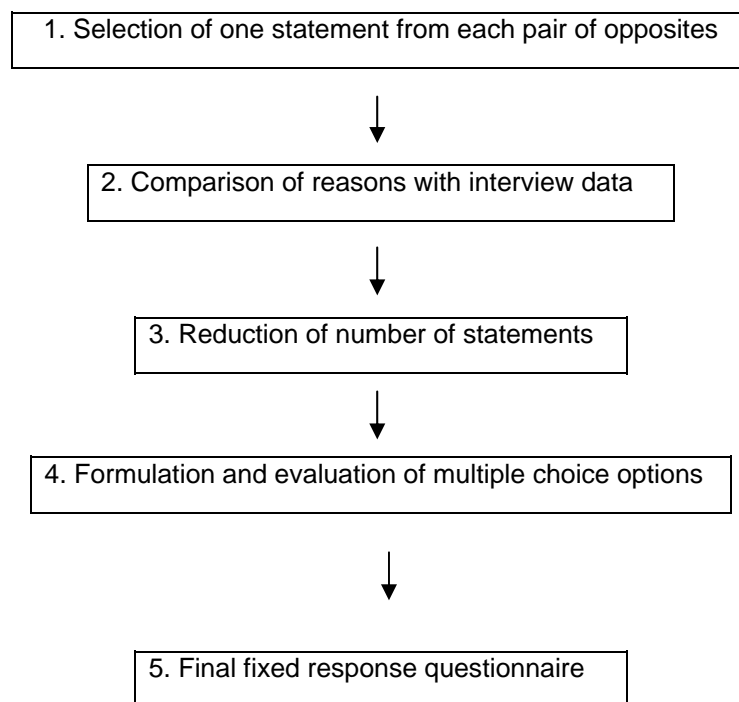 1. Selection of one statement from each pair of opposites
2. Comparison of reasons with interview data
3. Reduction of number of statements
4. Formulation and evaluation of multiple choice options
5. Final fixed response questionnaire